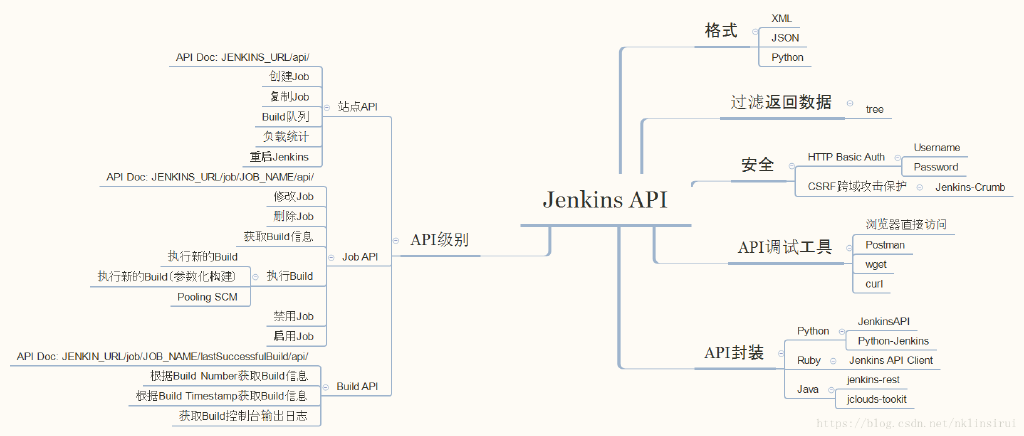 Jenkins API
格式
XML
JSON
Python
过滤返回数据
tree
安全
HTTP Basic Auth
Username
Password
CSRF跨域攻击保护
Jenkins-Crumb
API调试工具
浏览器直接访问
Postman
wget
curl
API封装
Python
JenkinsAPI
Python-Jenkins
Ruby
Jenkins API Client
Java
jenkins-rest
jclouds-tookit
API级别
站点API
API Doc: JENKINS_URL/api/
创建Job
复制Job
Build队列
负载统计
重启Jenkins
Job API
API Doc: JENKINS_URL/job/JOB_NAME/api/
修改Job
删除Job
获取Build信息
执行Build
执行新的Build
执行新的Build(参数化构建)
Pooling SCM
禁用Job
启用Job
Build API
API Doc: JENKIN_URL/job/JOB_NAME/lastSuccessfulBuild/api/
根据Build Number获取Build信息
根据Build Timestamp获取Build信息
获取Build控制台输出日志
https://blog.csdn.net/nklinsirui